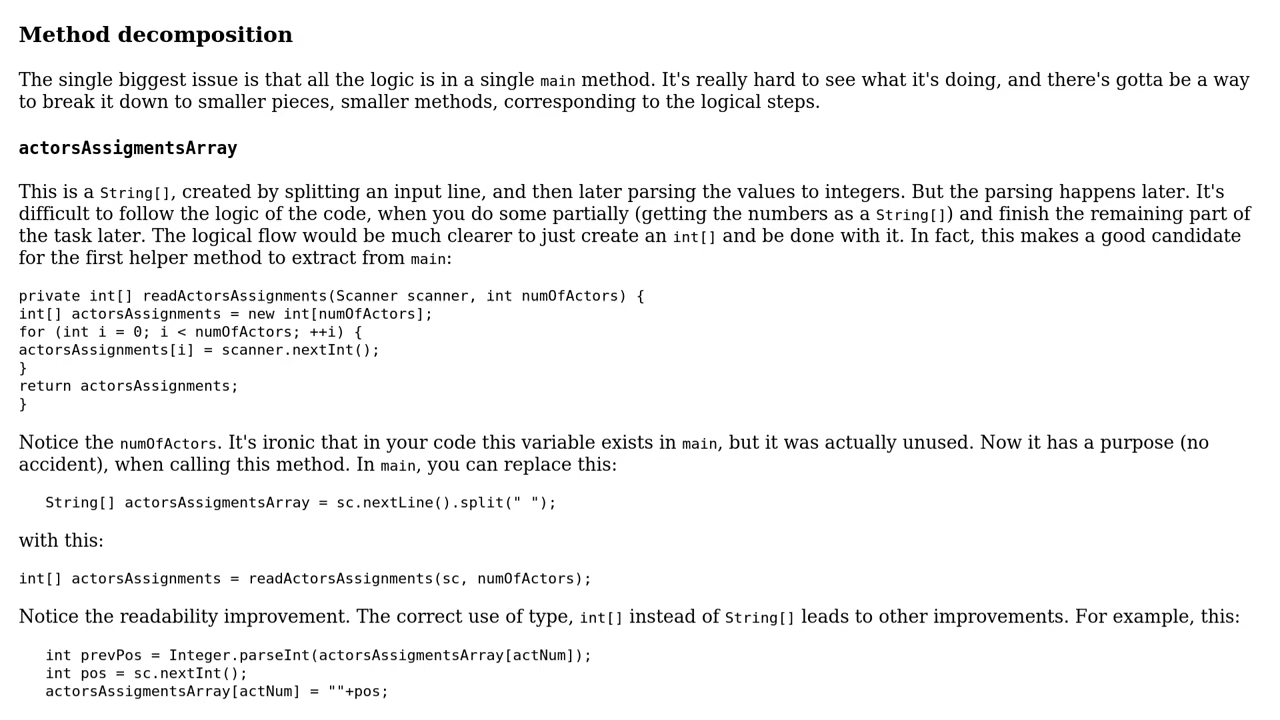 Method decomposition
The single biggest issue is that all the logic is in a single main method. It's really hard to see what it's doing, and there's gotta be a way
to break it down to smaller pieces, smaller methods, corresponding to the logical steps.
actorsAssigmentsArray
This is a String[], created by splitting an input line, and then later parsing the values to integers. But the parsing happens later. It's
difficult to follow the logic of the code, when you do some partially (getting the numbers as a String[]) and finish the remaining part of
the task later. The logical flow would be much clearer to just create an int[] and be done with it. In fact, this makes a good candidate
for the first helper method to extract from main:
private int[] readActorsAssignments(Scanner scanner, int numOfActors) {
int[] actorsAssignments = new int[numOfActors];
for (int i = 0; i < numOfActors; ++i) {
actorsAssignments[i] = scanner.nextInt();
}
return actorsAssignments;
}
Notice the numOfActors. It's ironic that in your code this variable exists in main, but it was actually unused. Now it has a purpose (no
accident), when calling this method. In main, you can replace this:
String[] actorsAssigmentsArray = sc.nextLine().split(" ");
with this:
int[] actorsAssignments = readActorsAssignments(sc, numOfActors);
Notice the readability improvement. The correct use of type, int[] instead of String[] leads to other improvements. For example, this:
int prevPos = Integer.parseInt(actorsAssigmentsArray[actNum]);
int pos = sc.nextInt();
actorsAssigmentsArray[actNum] = ""+pos;